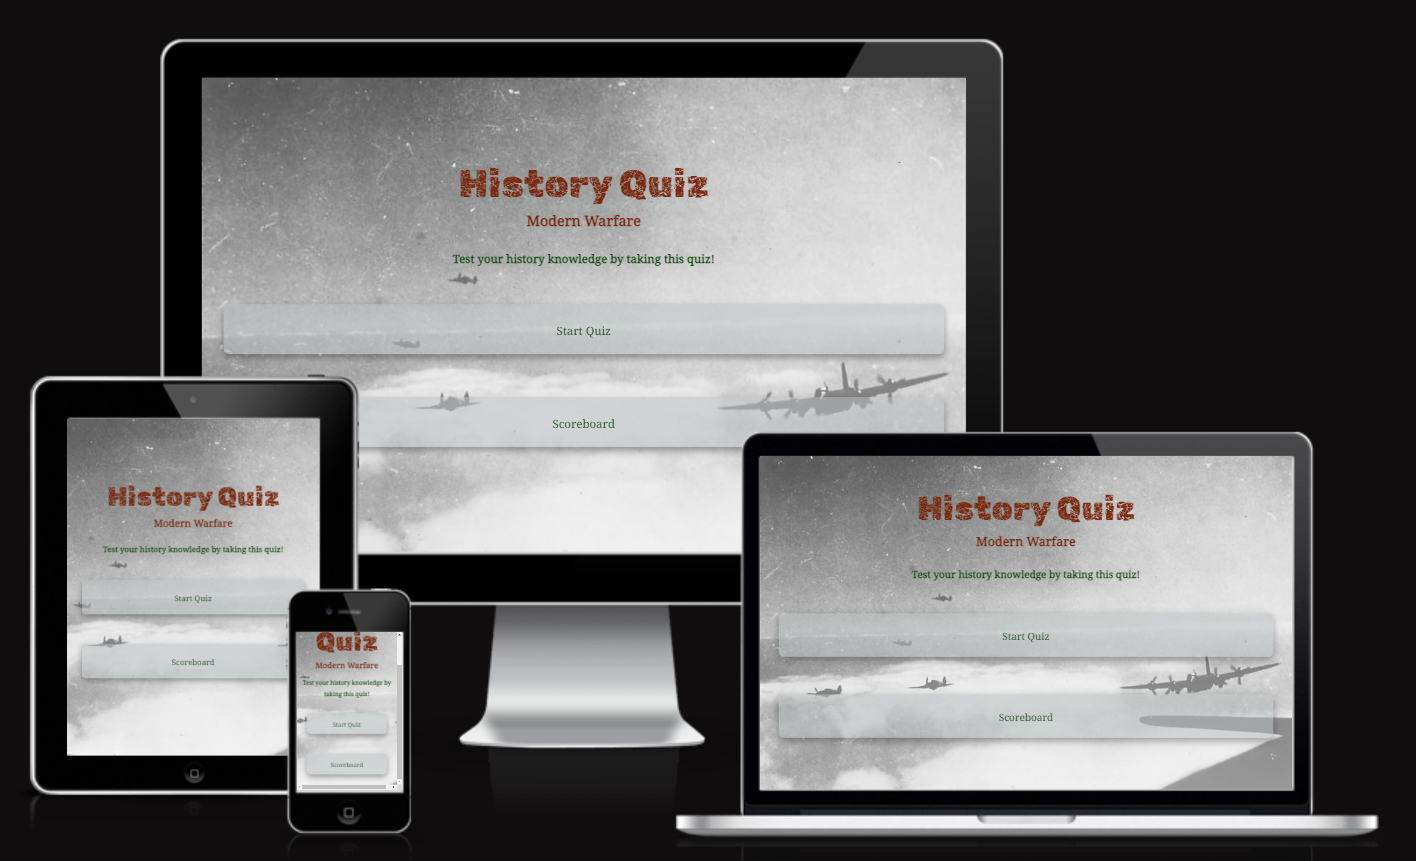 History Quiz
Modern Warfare
Test your history knowledge by taking this quiz!
Start Quiz
Scoreboard
History Quiz
Modern Warfare
Test your history knowledge by taking this quiz!
Start Quiz
Scoreboard
Quiz
Modern Warfare
Test your history knowledge by
taking this quiz!
Start Quiz
Scoreboard
History Quiz
Modern Warfare
Test your history knowledge by taking this quiz!
Start Quiz
Scoreboard